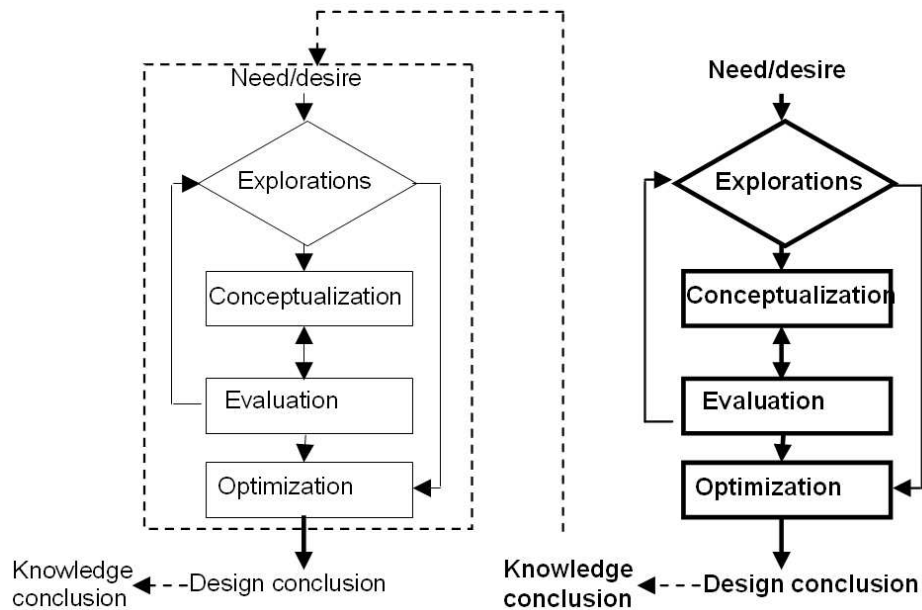 Need/desire
Explorations
Conceptualization
Evaluation
Optimization
Design conclusion
Knowledge
conclusion
Need/desire
Explorations
Conceptualization
Evaluation
Optimization
Design conclusion
Knowledge
conclusion